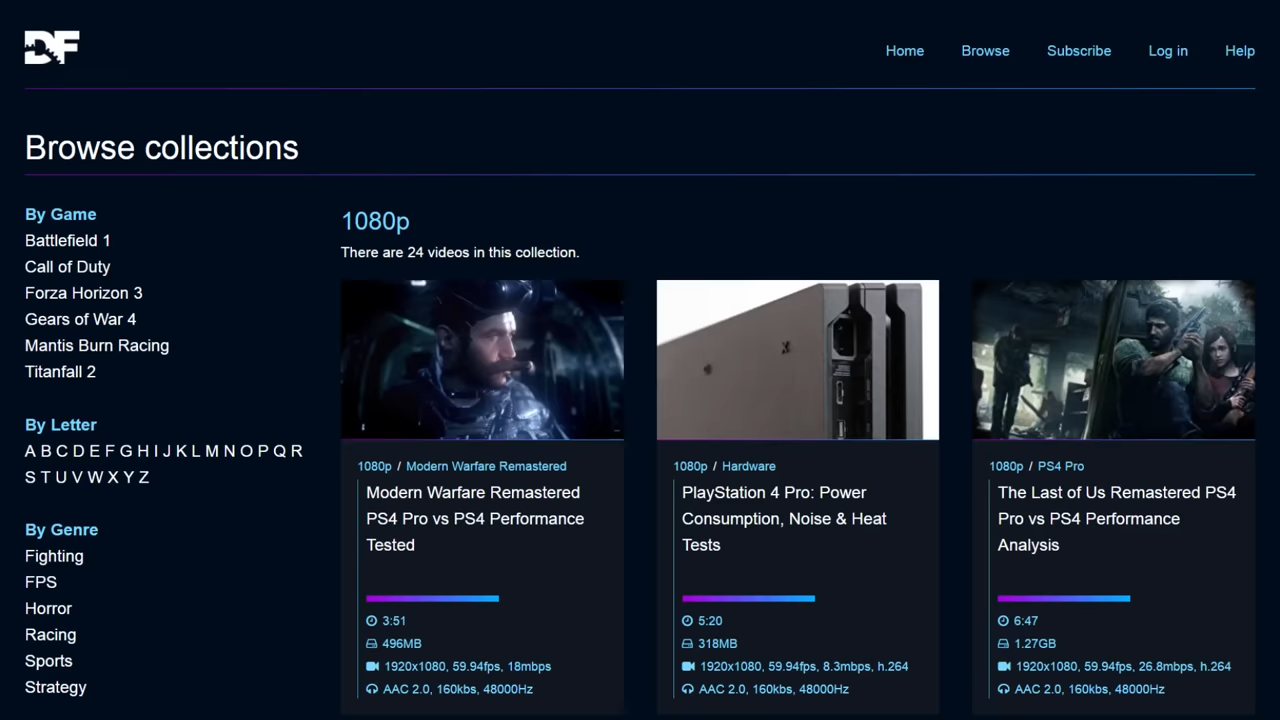 DF
Home Browse Subscribe Log in Help
Browse collections
By Game
Battlefield 1
Call of Duty
Forza Horizon 3
Gears of War 4
Mantis Burn Racing
Titanfall 2
By Letter
A B C D E F G H I J K L M N O P Q R
S T U V W X Y Z
By Genre
Fighting
FPS
Horror
Racing
Sports
Strategy
1080p
There are 24 videos in this collection.
1080p / Modern Warfare Remastered
Modern Warfare Remastered
PS4 Pro vs PS4 Performance
Tested
3:51
496MB
1920x1080, 59.94fps, 18mbps
AAC 2.0, 160kbs, 48000Hz
1080p / Hardware
PlayStation 4 Pro: Power
Consumption, Noise & Heat
Tests
5:20
318MB
1920x1080, 59.94fps, 8.3mbps, h.264
AAC 2.0, 160kbs, 48000Hz
1080p / PS4 Pro
The Last of Us Remastered PS4
Pro vs PS4 Performance
Analysis
6:47
1.27GB
1920x1080, 59.94fps, 26.8mbps, h.264
AAC 2.0, 160kbs, 48000Hz